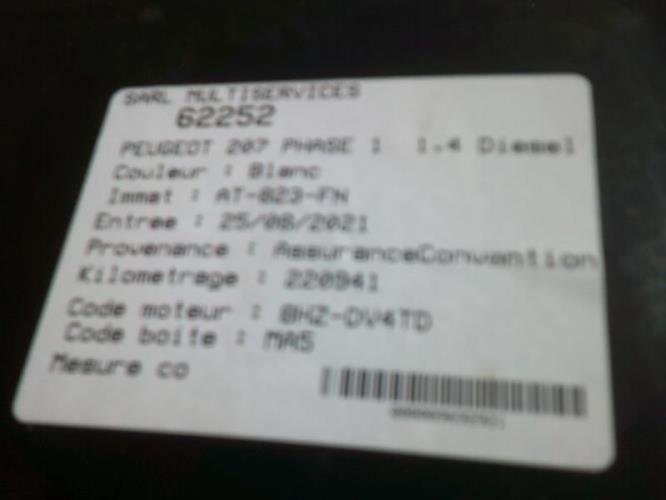 SARL MULTISERVICES
62252
PEUGEOT 207 PHASE 1 1.4 Diesel
Couleur : Blanc
Immat : AT-823-FN
Entree : 25/08/2021
Provenance : AssuranceConvantion
Kilometrage : 220941
Code moteur : 8HZ-DV4TD
Code boite : MA5
Mesure co